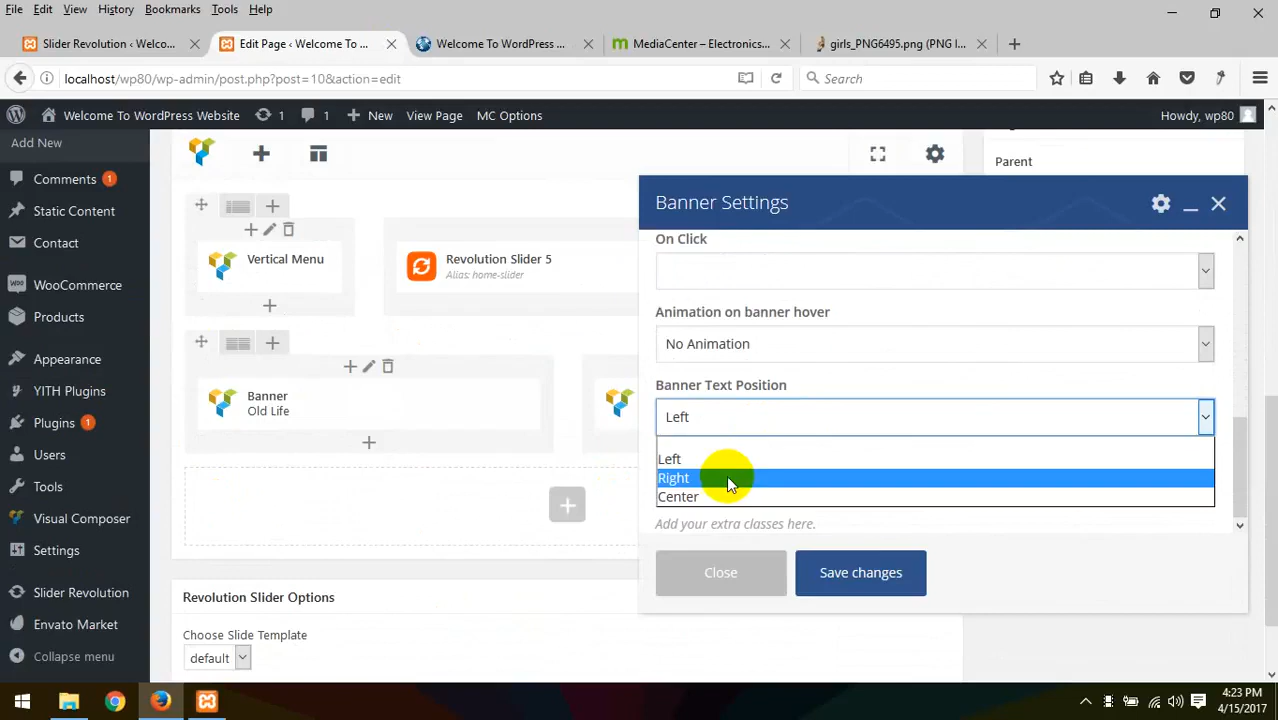 File Edit View History Bookmarks Tools Help
Slider Revolution ‹ Welco... Edit Page ‹ Welcome To ... Welcome To WordPress ... MediaCenter – Electronics... girls_PNG6495.png (PNG I...
localhost/wp80/wp-admin/post.php?post=10&action=edit Search
Welcome To WordPress Website 1 1 New View Page MC Options Howdy, wp80
Add New
Comments 1
Static Content
Contact
WooCommerce
Products
Appearance
YITH Plugins
Plugins 1
Users
Tools
Visual Composer
Settings
Slider Revolution
Envato Market
Collapse menu
Vertical Menu
Revolution Slider 5
Alias: home-slider
Banner
Old Life
Revolution Slider Options
Choose Slide Template
default
Parent
Banner Settings
On Click
Animation on banner hover
No Animation
Banner Text Position
Left
Left
Right
Center
Add your extra classes here.
Close Save changes
4:23 PM
4/15/2017